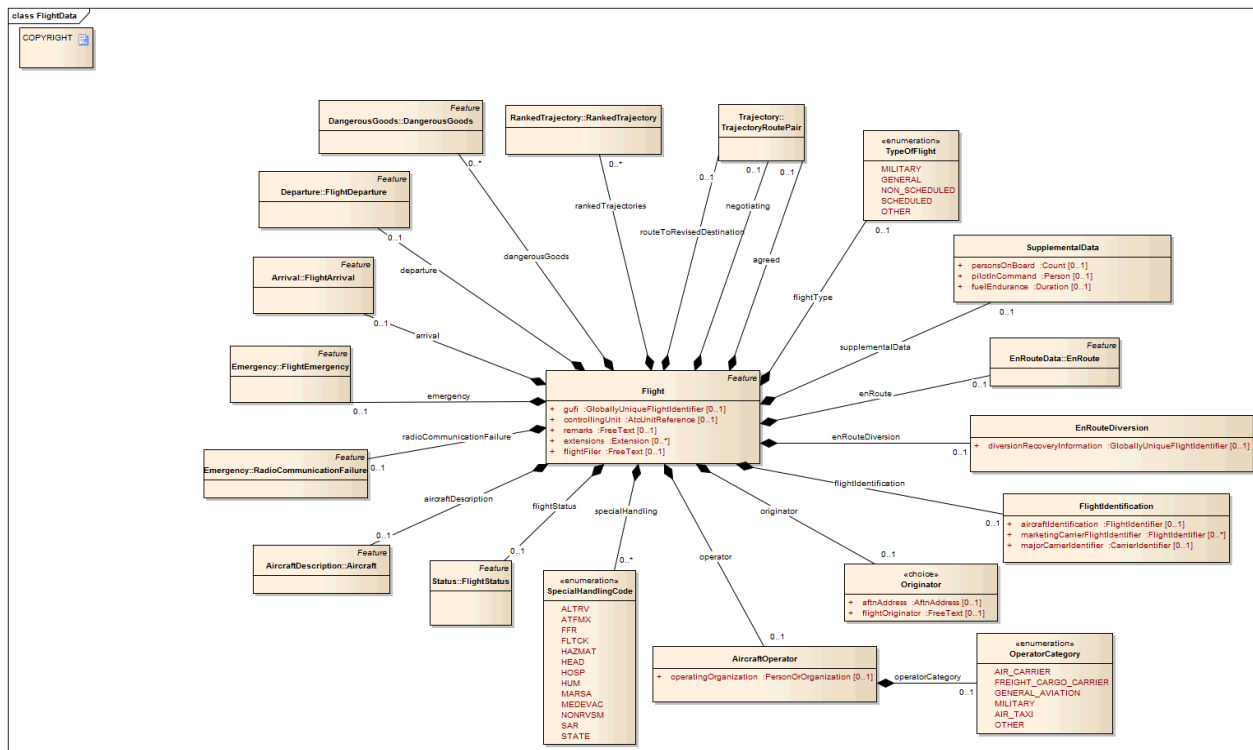 class FlightData
COPYRIGHT
Feature
DangerousGoods::DangerousGoods
0..*
dangerousGoods
Feature
RankedTrajectory::RankedTrajectory
0..*
rankedTrajectories
Trajectory::
TrajectoryRoutePair
0..1
0..1
0..1
routeToRevisedDestination
negotiating
agreed
«enumeration»
TypeOfFlight
MILITARY
GENERAL
NON_SCHEDULED
SCHEDULED
OTHER
0..1
flightType
Feature
Departure::FlightDeparture
0..1
departure
SupplementalData
+ personsOnBoard :Count [0..1]
+ pilotInCommand :Person [0..1]
+ fuelEndurance :Duration [0..1]
0..1
supplementalData
Feature
Arrival::FlightArrival
0..1
arrival
Feature
EnRouteData::EnRoute
0..1
enRoute
Feature
Emergency::FlightEmergency
0..1
emergency
Feature
Flight
+ gufi :GloballyUniqueFlightIdentifier [0..1]
+ controllingUnit :AtcUnitReference [0..1]
+ remarks :FreeText [0..1]
+ extensions :Extension [0..*]
+ flightFiler :FreeText [0..1]
EnRouteDiversion
+ diversionRecoveryInformation :GloballyUniqueFlightIdentifier [0..1]
0..1
enRouteDiversion
Feature
Emergency::RadioCommunicationFailure
0..1
radioCommunicationFailure
FlightIdentification
+ aircraftIdentification :FlightIdentifier [0..1]
+ marketingCarrierFlightIdentifier :FlightIdentifier [0..*]
+ majorCarrierIdentifier :CarrierIdentifier [0..1]
0..1
flightIdentification
Feature
AircraftDescription::Aircraft
0..1
aircraftDescription
Feature
Status::FlightStatus
0..1
flightStatus
«enumeration»
SpecialHandlingCode
ALTRV
ATFMX
FFR
FLTCK
HAZMAT
HEAD
HOSP
HUM
MARSA
MEDEVAC
NONRVSM
SAR
STATE
0..*
specialHandling
«choice»
Originator
+ aftnAddress :AftnAddress [0..1]
+ flightOriginator :FreeText [0..1]
0..1
originator
AircraftOperator
+ operatingOrganization :PersonOrOrganization [0..1]
0..1
operator
«enumeration»
OperatorCategory
AIR_CARRIER
FREIGHT_CARGO_CARRIER
GENERAL_AVIATION
MILITARY
AIR_TAXI
OTHER
operatorCategory
0..1